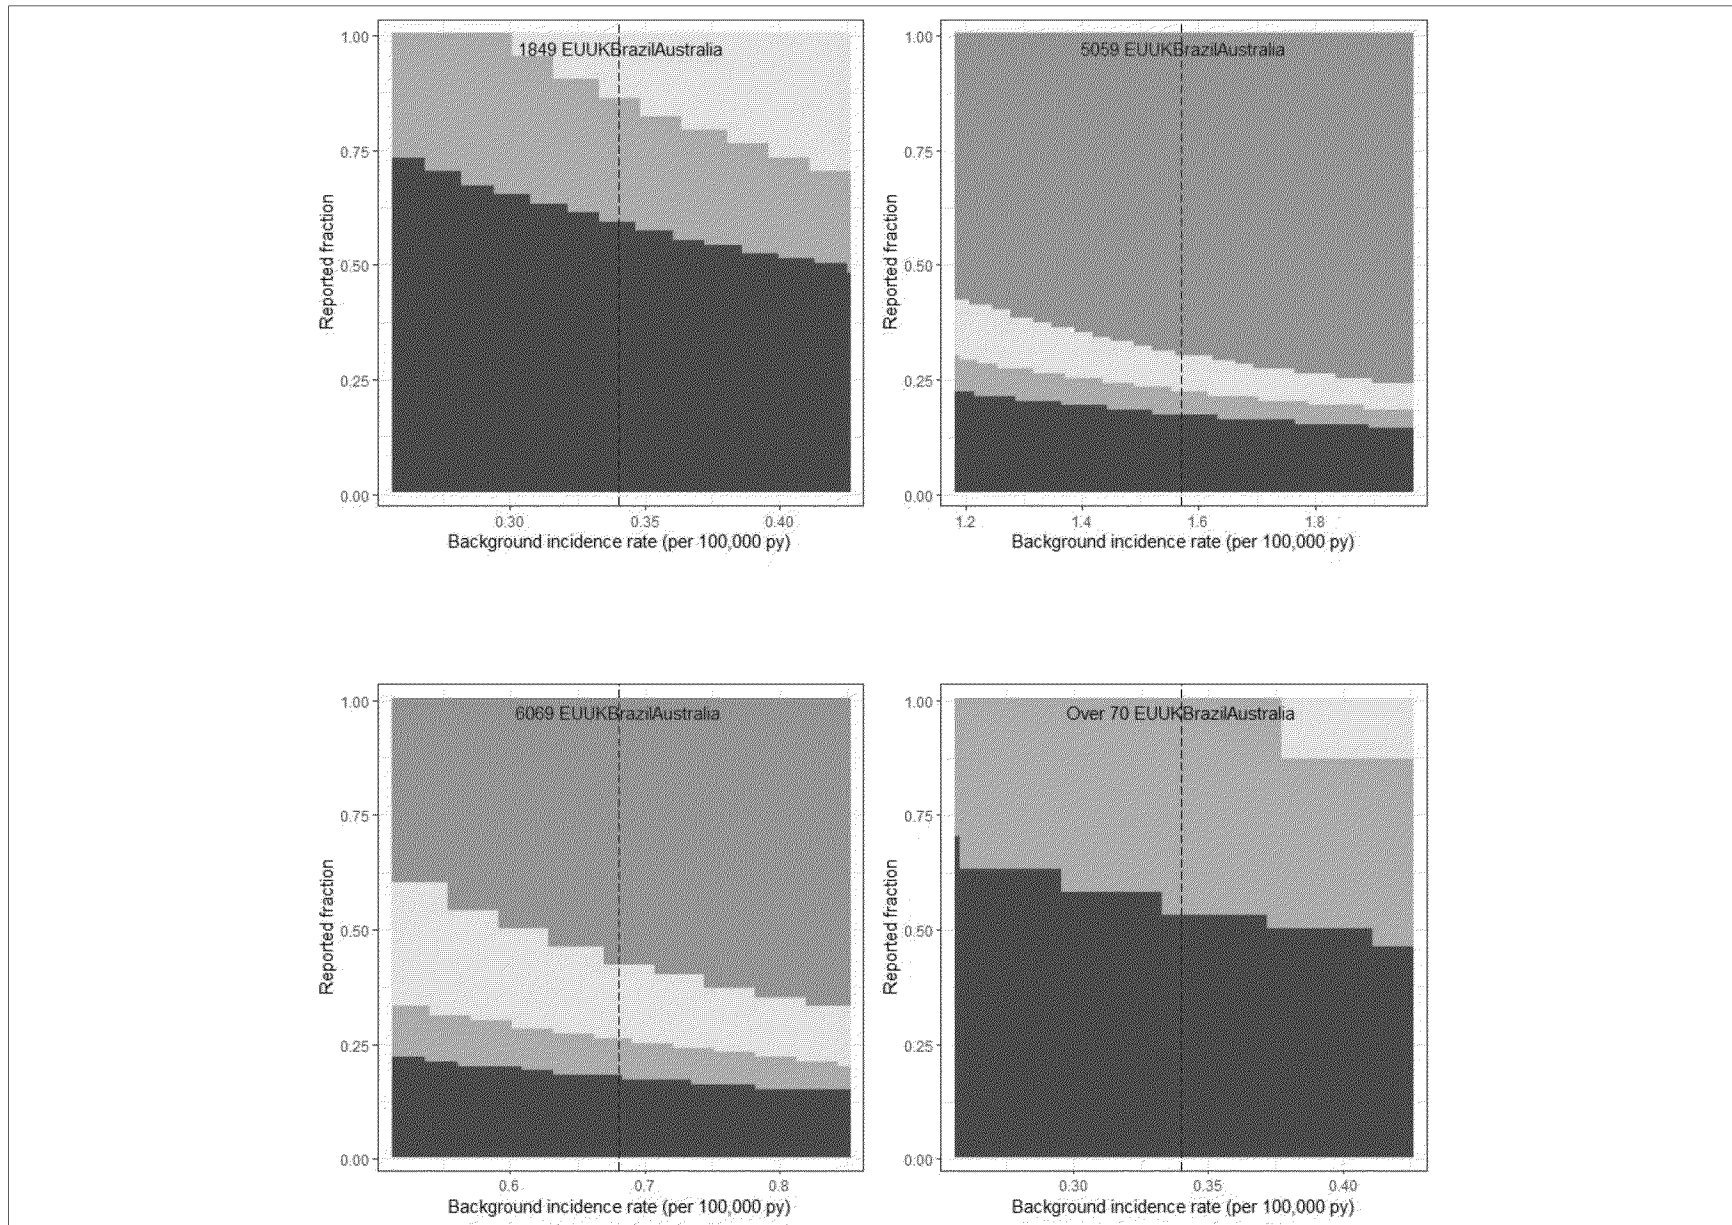 1849 EUUKBrazilAustralia
1.00
0.75
0.50
0.25
0.00
Reported fraction
0.30
0.35
0.40
Background incidence rate (per 100,000 py)
5059 EUUKBrazilAustralia
1.00
0.75
0.50
0.25
0.00
Reported fraction
1.2
1.4
1.6
1.8
Background incidence rate (per 100,000 py)
6069 EUUKBrazilAustralia
1.00
0.75
0.50
0.25
0.00
Reported fraction
0.6
0.7
0.8
Background incidence rate (per 100,000 py)
Over 70 EUUKBrazilAustralia
1.00
0.75
0.50
0.25
0.00
Reported fraction
0.30
0.35
0.40
Background incidence rate (per 100,000 py)